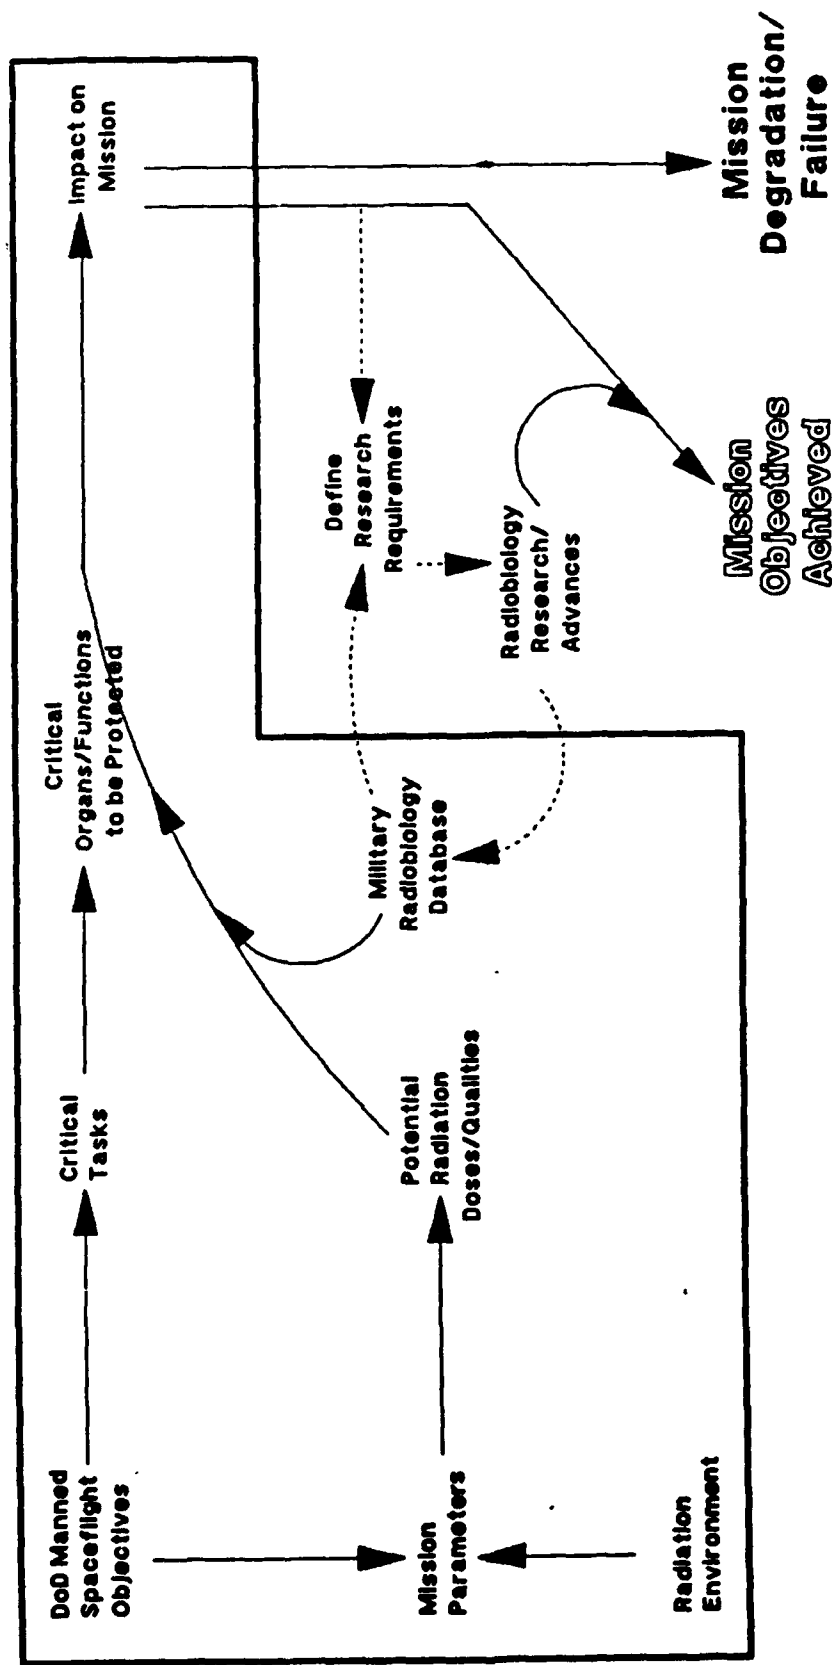 DoD Manned
Spaceflight
Objectives
Critical
Tasks
Critical
Organs/Functions
to be Protected
Impact on
Mission
Mission
Parameters
Potential
Radiation
Doses/Qualities
Military
Radiobiology
Database
Define
Research
Requirements
Radiobiology
Research/
Advances
Radiation
Environment
Mission
Objectives
Achieved
Mission
Degradation/
Failure